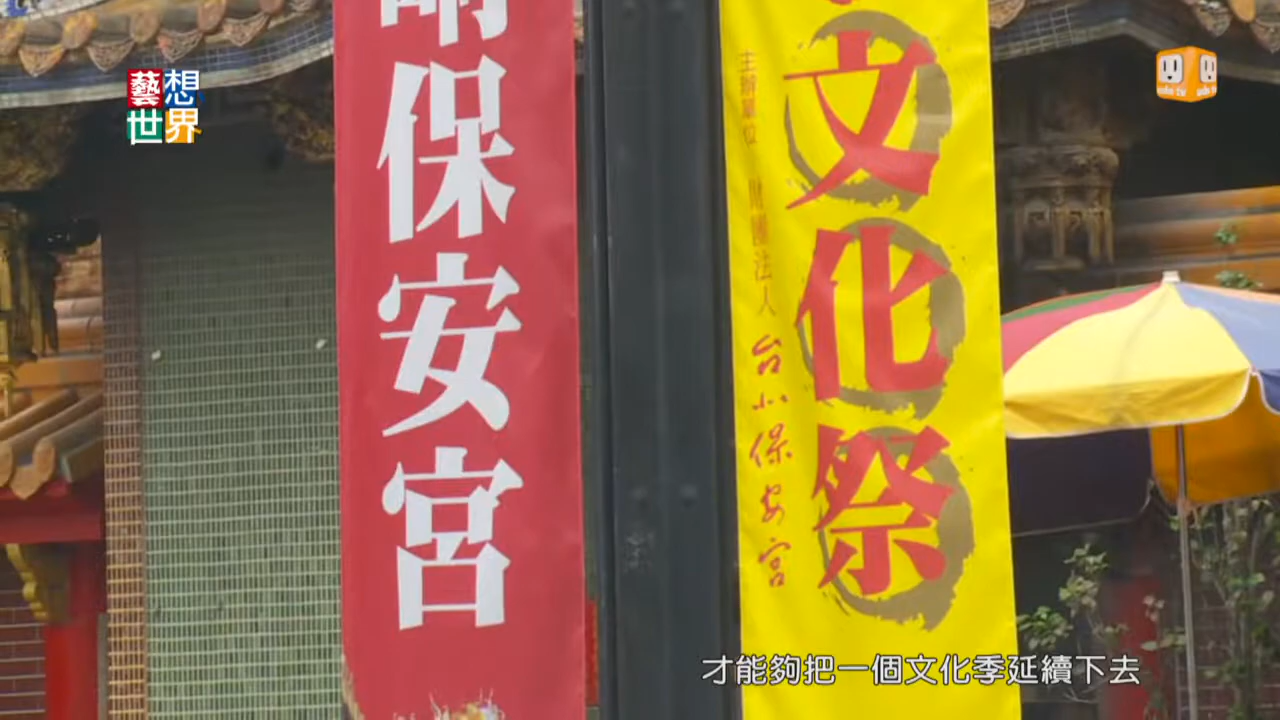 藝想
世界
保安宮
文化祭
主辦單位 財團法人
台北保安宮
才能夠把一個文化季延續下去